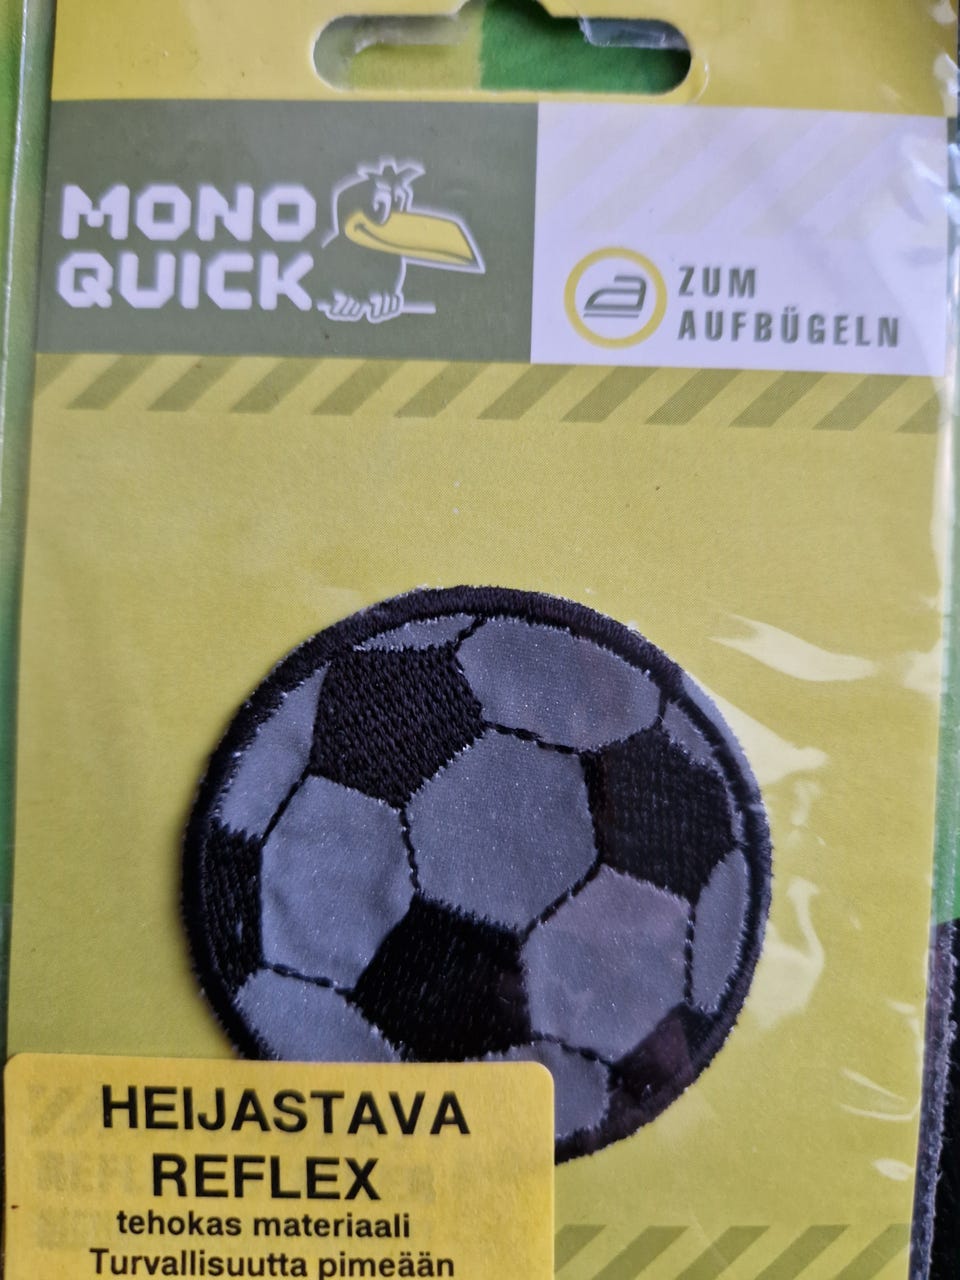 MONO
QUICK
ZUM
AUFBÜGELN
HEIJASTAVA
REFLEX
tehokas materiaali
Turvallisuutta pimeään